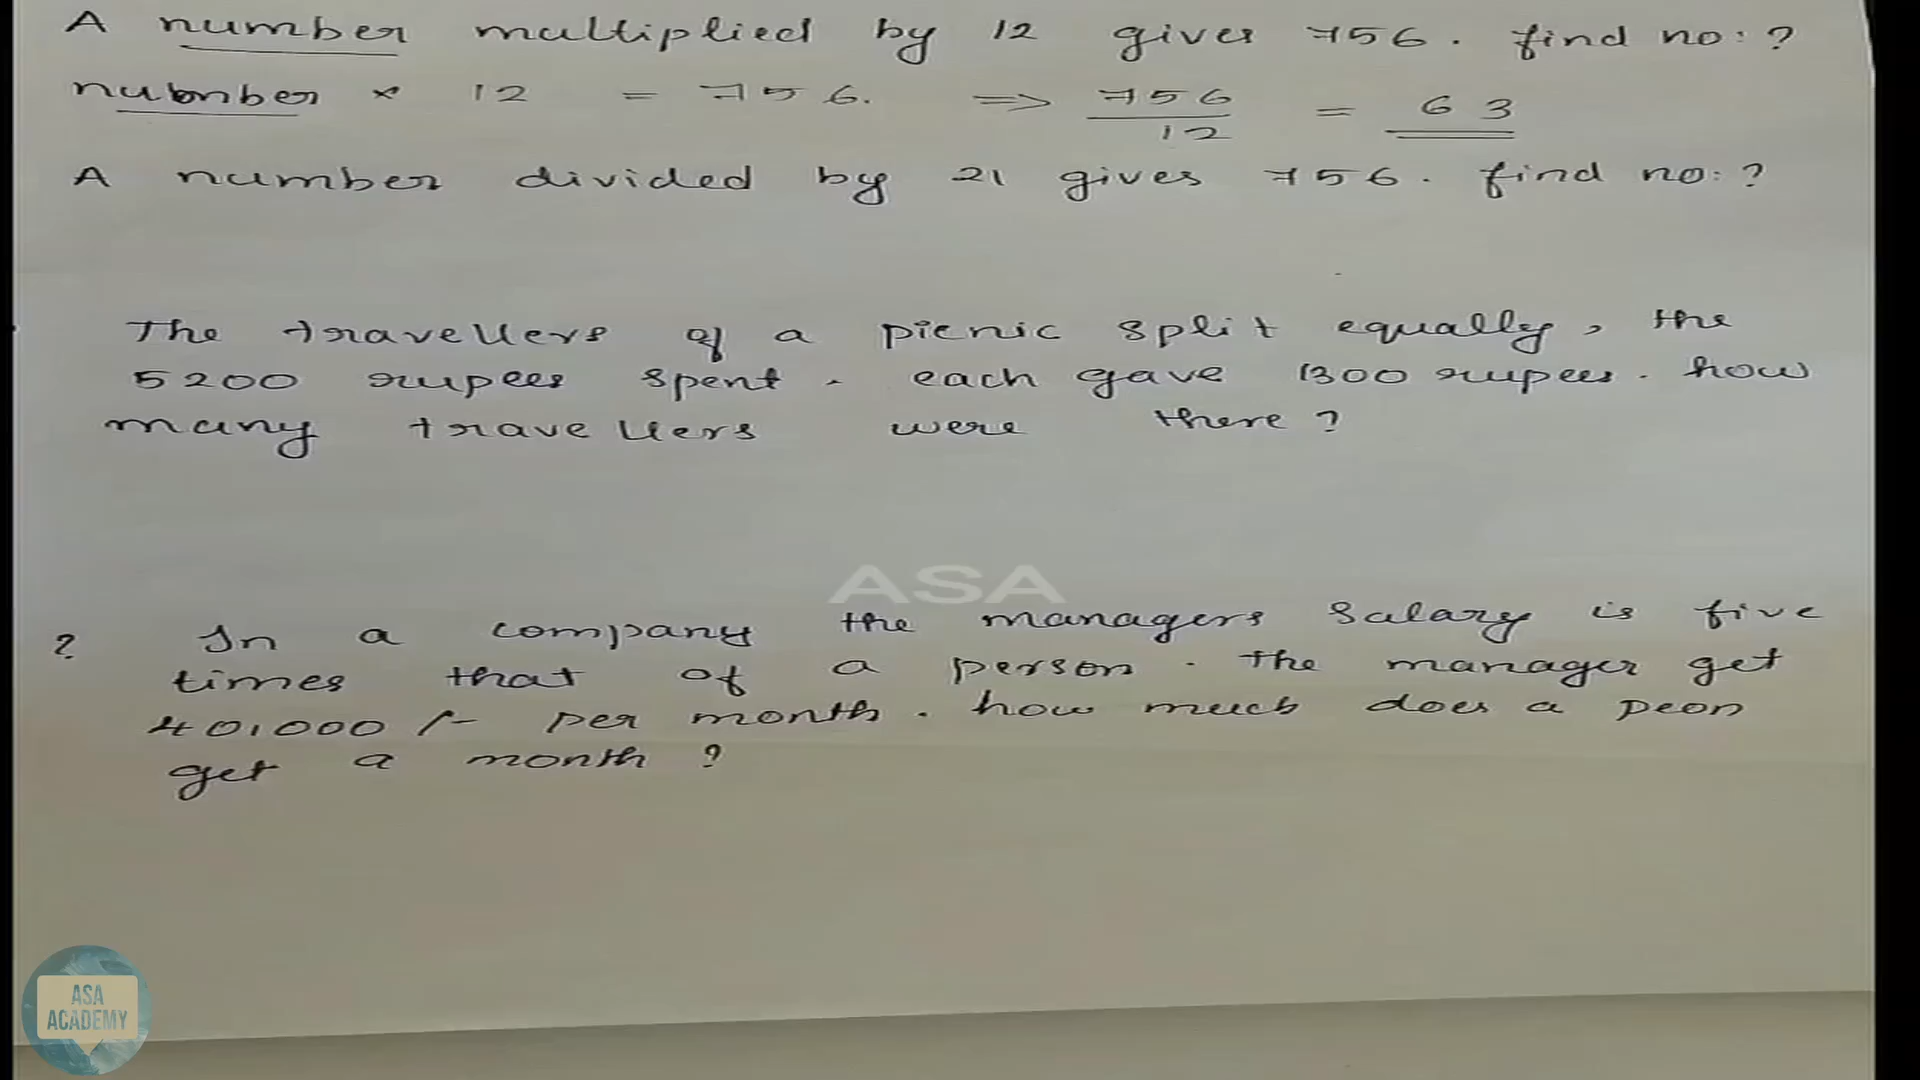 A number multiplied by 12 gives 756. find no: ?
number × 12 = 756. => 756/12 = 63
A number divided by 21 gives 756. find no: ?
The travellers of a picnic split equally, the
5200 rupees spent. each gave 1300 rupees. how
many travellers were there ?
ASA
? In a company the managers salary is five
times that of a person. The manager get
40,000 /- per month. how much does a peon
get a month ?
ASA
ACADEMY